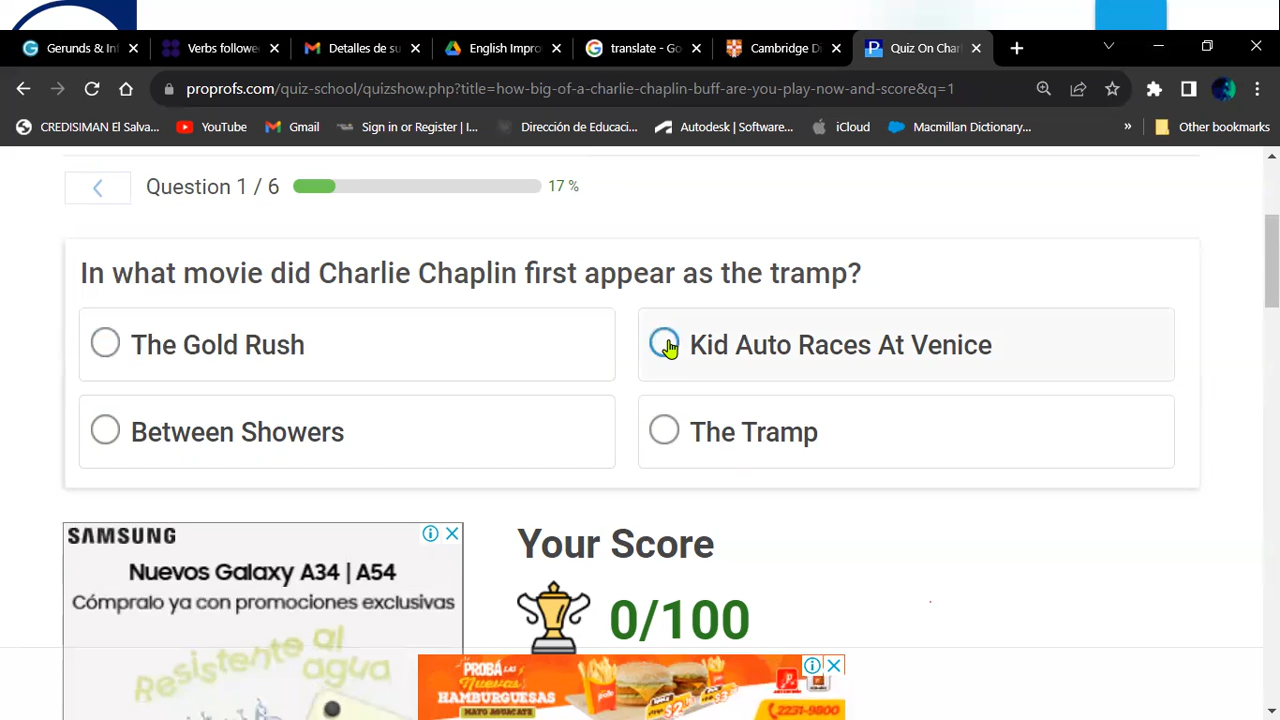 Gerunds & Inf
Verbs followe
Detalles de su
English Impro
translate - Go
Cambridge Di
Quiz On Char
proprofs.com/quiz-school/quizshow.php?title=how-big-of-a-charlie-chaplin-buff-are-you-play-now-and-score&q=1
CREDISIMAN El Salva...
YouTube
Gmail
Sign in or Register | I...
Dirección de Educaci...
Autodesk | Software...
iCloud
Macmillan Dictionary...
»
Other bookmarks
Question 1 / 6
17 %
In what movie did Charlie Chaplin first appear as the tramp?
The Gold Rush
Kid Auto Races At Venice
Between Showers
The Tramp
SAMSUNG
Nuevos Galaxy A34 | A54
Cómpralo ya con promociones exclusivas
Resistente al
agua
Your Score
0/100
PROBÁ LAS
Nuevas
HAMBURGUESAS
MAYO AGUACATE
2231-9800